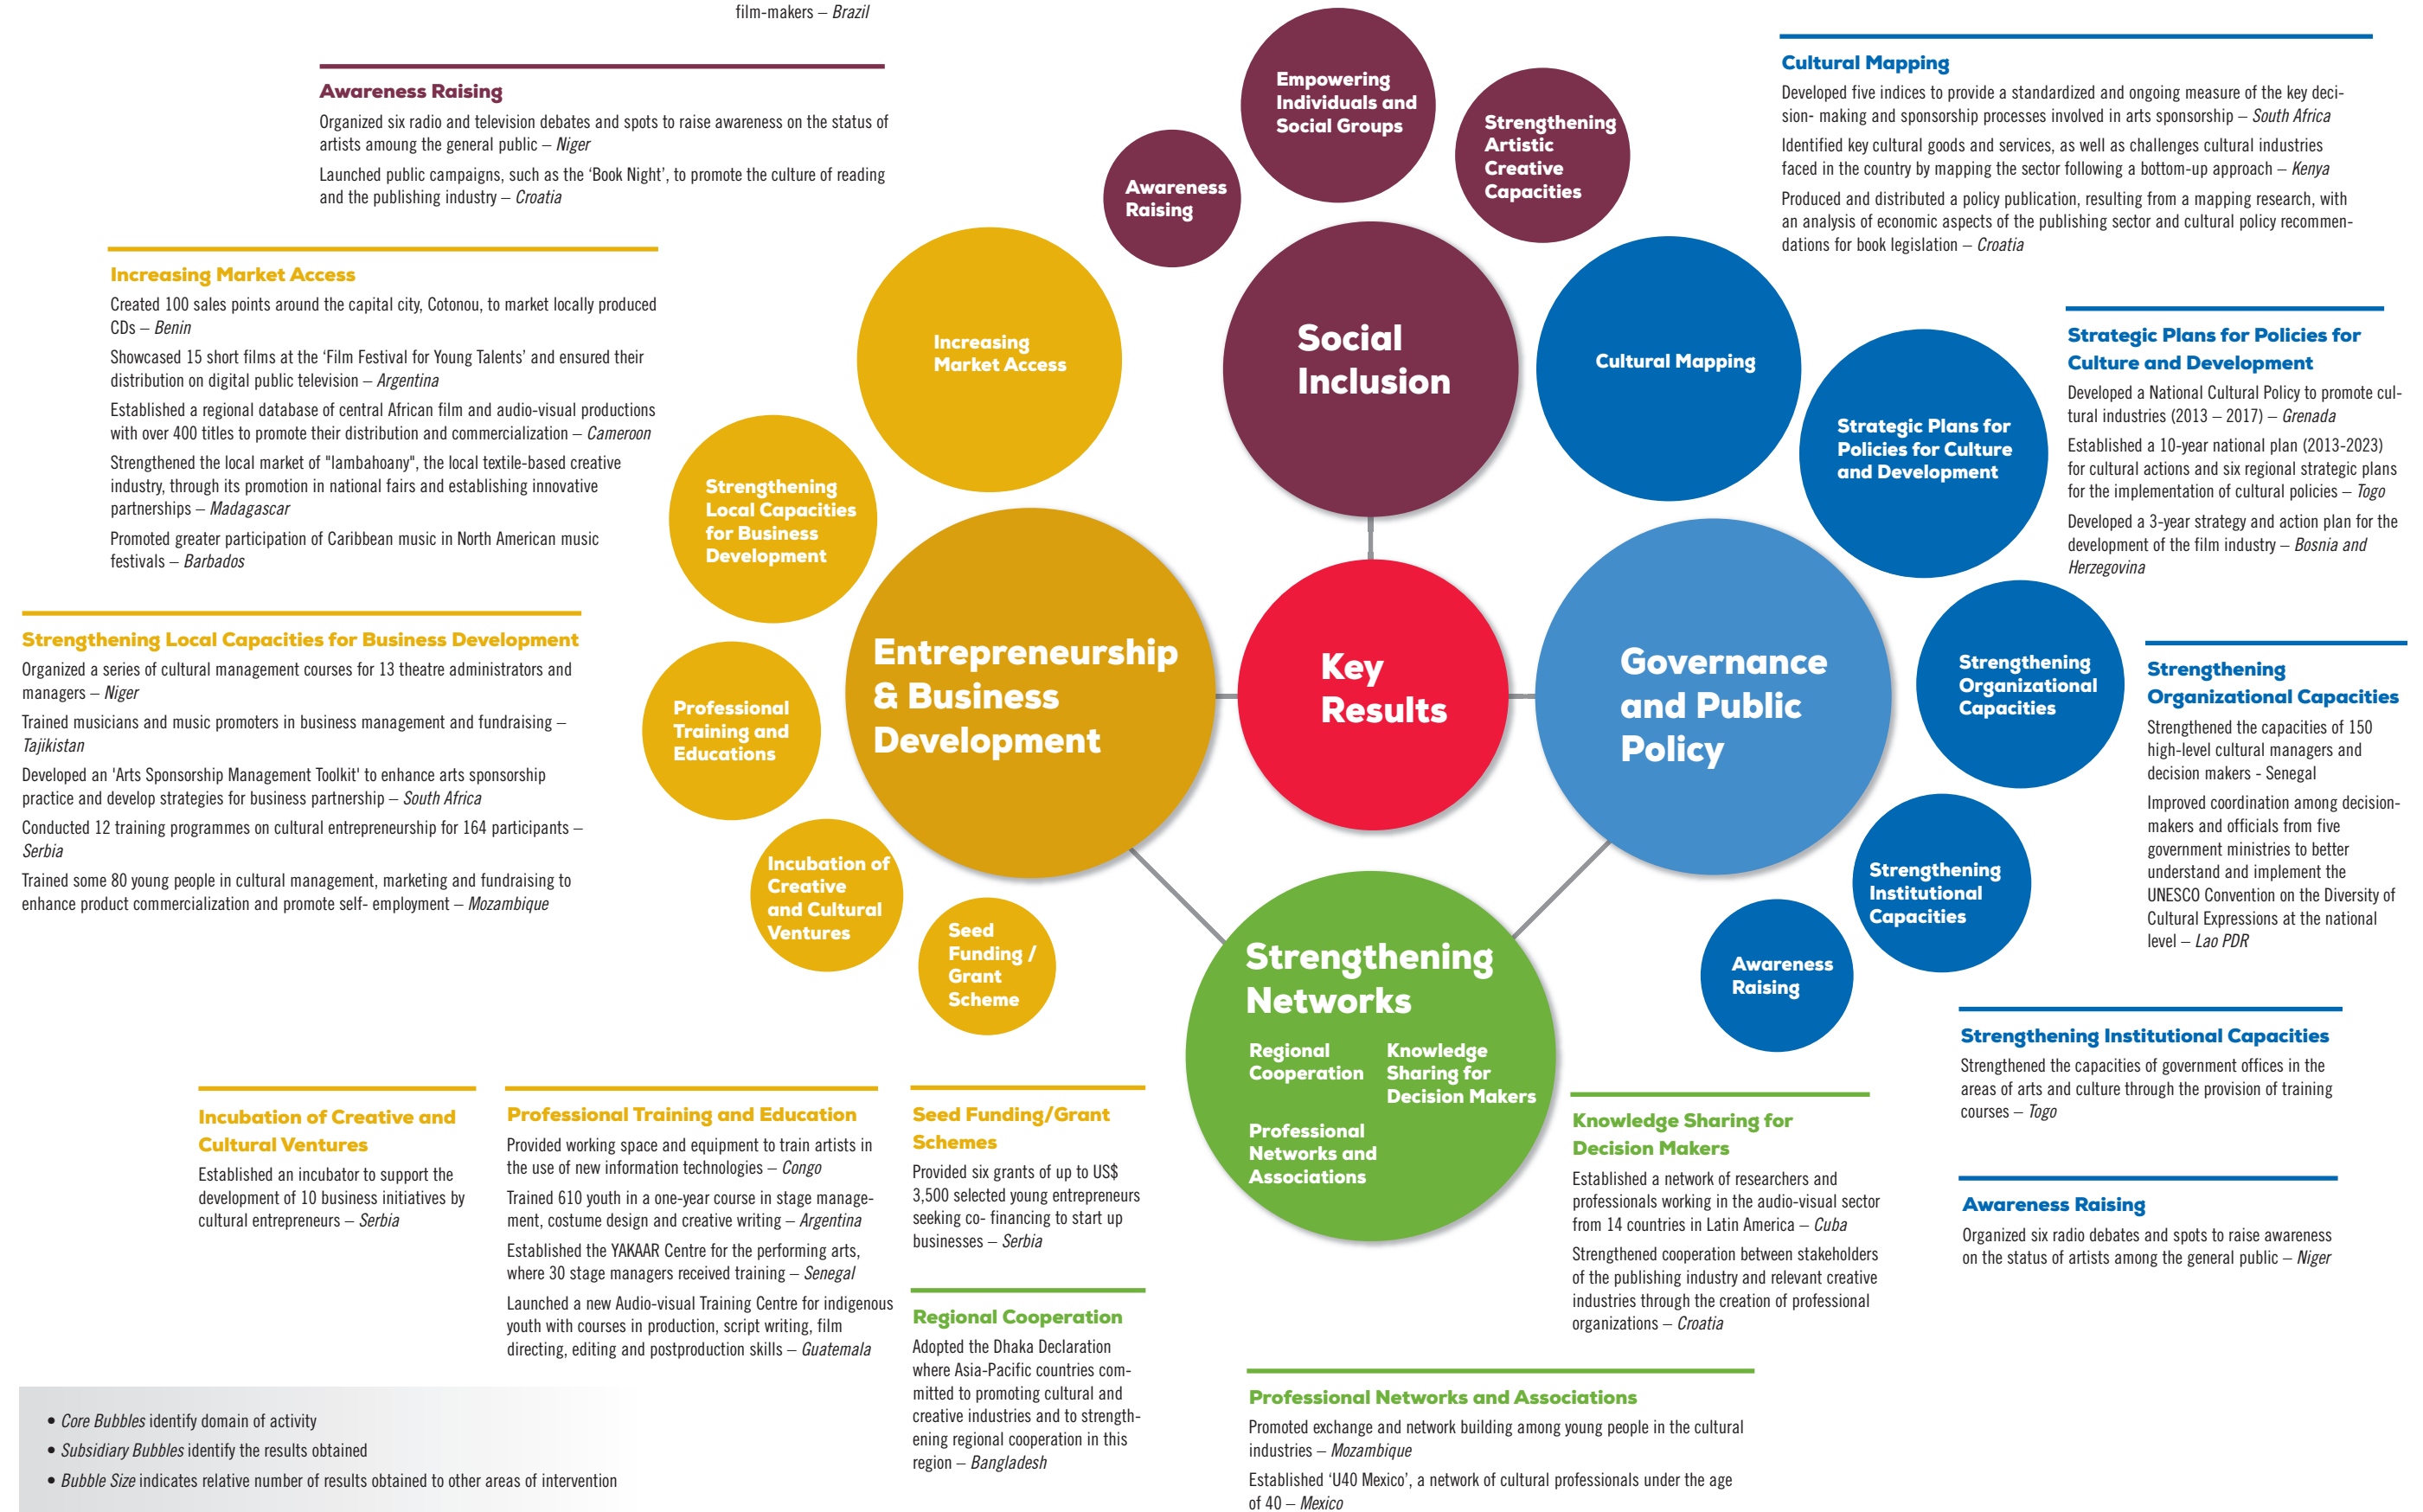 film-makers – Brazil
Awareness Raising
Organized six radio and television debates and spots to raise awareness on the status of
artists amoung the general public – Niger
Launched public campaigns, such as the ‘Book Night’, to promote the culture of reading
and the publishing industry – Croatia
Increasing Market Access
Created 100 sales points around the capital city, Cotonou, to market locally produced
CDs – Benin
Showcased 15 short films at the ‘Film Festival for Young Talents’ and ensured their
distribution on digital public television – Argentina
Established a regional database of central African film and audio-visual productions
with over 400 titles to promote their distribution and commercialization – Cameroon
Strengthened the local market of "lambahoany", the local textile-based creative
industry, through its promotion in national fairs and establishing innovative
partnerships – Madagascar
Promoted greater participation of Caribbean music in North American music
festivals – Barbados
Strengthening Local Capacities for Business Development
Organized a series of cultural management courses for 13 theatre administrators and
managers – Niger
Trained musicians and music promoters in business management and fundraising –
Tajikistan
Developed an 'Arts Sponsorship Management Toolkit' to enhance arts sponsorship
practice and develop strategies for business partnership – South Africa
Conducted 12 training programmes on cultural entrepreneurship for 164 participants –
Serbia
Trained some 80 young people in cultural management, marketing and fundraising to
enhance product commercialization and promote self- employment – Mozambique
Empowering
Individuals and
Social Groups
Strengthening
Artistic
Creative
Capacities
Awareness
Raising
Social
Inclusion
Increasing
Market Access
Strengthening
Local Capacities
for Business
Development
Professional
Training and
Educations
Incubation of
Creative
and Cultural
Ventures
Seed
Funding /
Grant
Scheme
Entrepreneurship
& Business
Development
Key
Results
Governance
and Public
Policy
Cultural Mapping
Strategic Plans for
Policies for Culture
and Development
Strengthening
Organizational
Capacities
Strengthening
Institutional
Capacities
Awareness
Raising
Strengthening
Networks
Regional
Cooperation
Knowledge
Sharing for
Decision Makers
Professional
Networks and
Associations
Cultural Mapping
Developed five indices to provide a standardized and ongoing measure of the key deci-
sion- making and sponsorship processes involved in arts sponsorship – South Africa
Identified key cultural goods and services, as well as challenges cultural industries
faced in the country by mapping the sector following a bottom-up approach – Kenya
Produced and distributed a policy publication, resulting from a mapping research, with
an analysis of economic aspects of the publishing sector and cultural policy recommen-
dations for book legislation – Croatia
Strategic Plans for Policies for
Culture and Development
Developed a National Cultural Policy to promote cul-
tural industries (2013 – 2017) – Grenada
Established a 10-year national plan (2013-2023)
for cultural actions and six regional strategic plans
for the implementation of cultural policies – Togo
Developed a 3-year strategy and action plan for the
development of the film industry – Bosnia and
Herzegovina
Strengthening
Organizational Capacities
Strengthened the capacities of 150
high-level cultural managers and
decision makers - Senegal
Improved coordination among decision-
makers and officials from five
government ministries to better
understand and implement the
UNESCO Convention on the Diversity of
Cultural Expressions at the national
level – Lao PDR
Strengthening Institutional Capacities
Strengthened the capacities of government offices in the
areas of arts and culture through the provision of training
courses – Togo
Awareness Raising
Organized six radio debates and spots to raise awareness
on the status of artists among the general public – Niger
Incubation of Creative and
Cultural Ventures
Established an incubator to support the
development of 10 business initiatives by
cultural entrepreneurs – Serbia
Professional Training and Education
Provided working space and equipment to train artists in
the use of new information technologies – Congo
Trained 610 youth in a one-year course in stage manage-
ment, costume design and creative writing – Argentina
Established the YAKAAR Centre for the performing arts,
where 30 stage managers received training – Senegal
Launched a new Audio-visual Training Centre for indigenous
youth with courses in production, script writing, film
directing, editing and postproduction skills – Guatemala
Seed Funding/Grant
Schemes
Provided six grants of up to US$
3,500 selected young entrepreneurs
seeking co- financing to start up
businesses – Serbia
Regional Cooperation
Adopted the Dhaka Declaration
where Asia-Pacific countries com-
mitted to promoting cultural and
creative industries and to strength-
ening regional cooperation in this
region – Bangladesh
Knowledge Sharing for
Decision Makers
Established a network of researchers and
professionals working in the audio-visual sector
from 14 countries in Latin America – Cuba
Strengthened cooperation between stakeholders
of the publishing industry and relevant creative
industries through the creation of professional
organizations – Croatia
Professional Networks and Associations
Promoted exchange and network building among young people in the cultural
industries – Mozambique
Established ‘U40 Mexico’, a network of cultural professionals under the age
of 40 – Mexico
• Core Bubbles identify domain of activity
• Subsidiary Bubbles identify the results obtained
• Bubble Size indicates relative number of results obtained to other areas of intervention